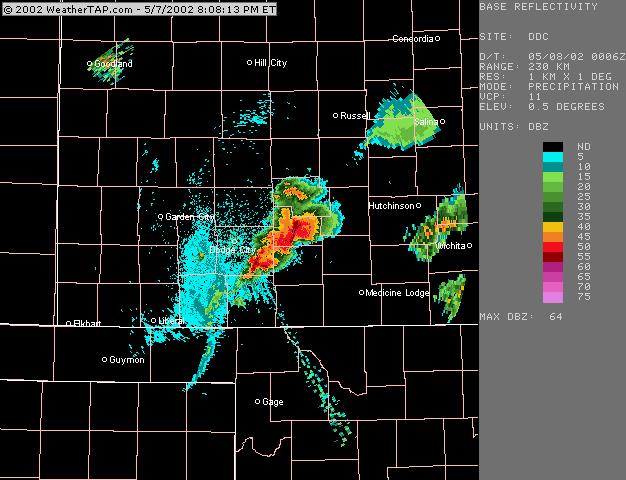 © 2002 WeatherTAP.com - 5/7/2002 8:08:13 PM ET
BASE REFLECTIVITY
SITE: DDC
D/T: 05/08/02 0006Z
RANGE: 230 KM
RES: 1 KM X 1 DEG
MODE: PRECIPITATION
VCP: 11
ELEV: 0.5 DEGREES
UNITS: DBZ
ND
5
10
15
20
25
30
35
40
45
50
55
60
65
70
75
MAX DBZ: 64
Concordia
Goodland
Hill City
Russell
Salina
Hutchinson
Garden City
Dodge City
Wichita
Medicine Lodge
Elkhart
Liberal
Guymon
Gage